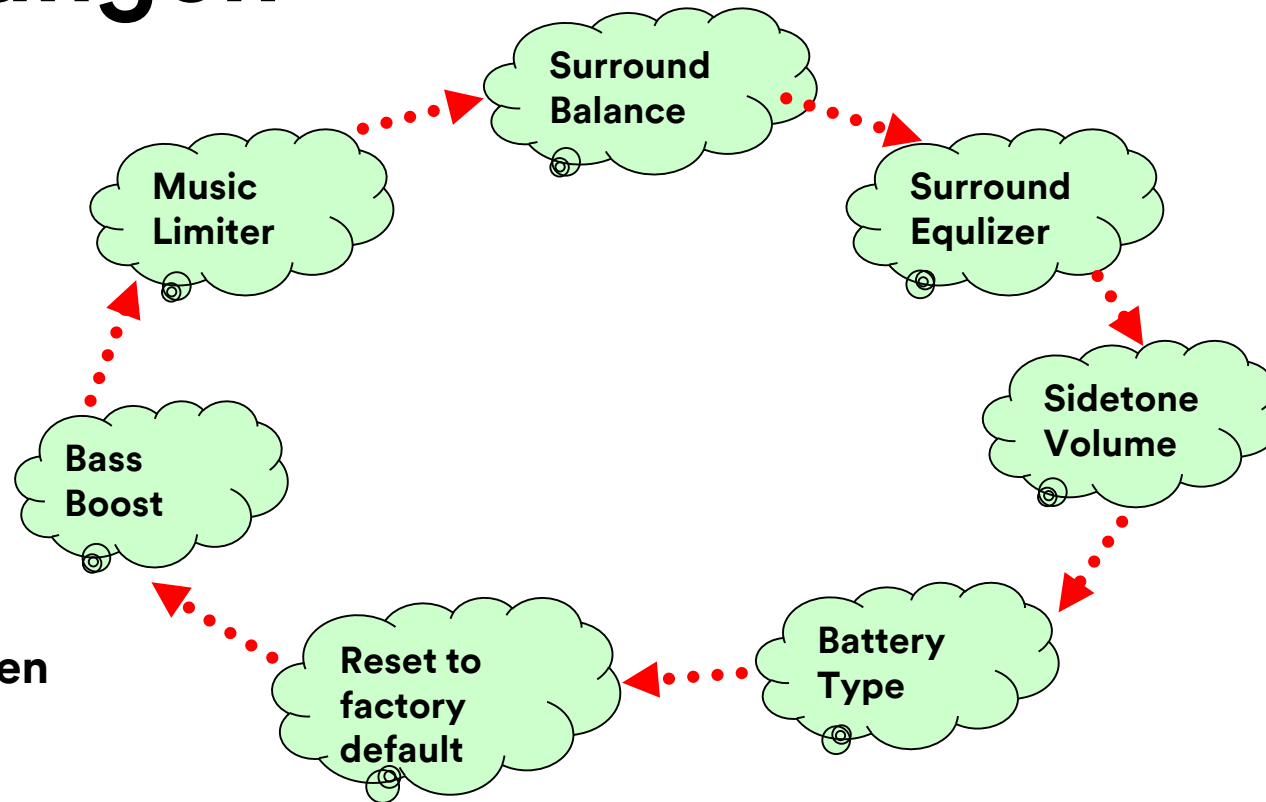 Surround
Balance
Music
Limiter
Surround
Equlizer
Sidetone
Volume
Bass
Boost
Battery
Type
Reset to
factory
default
en